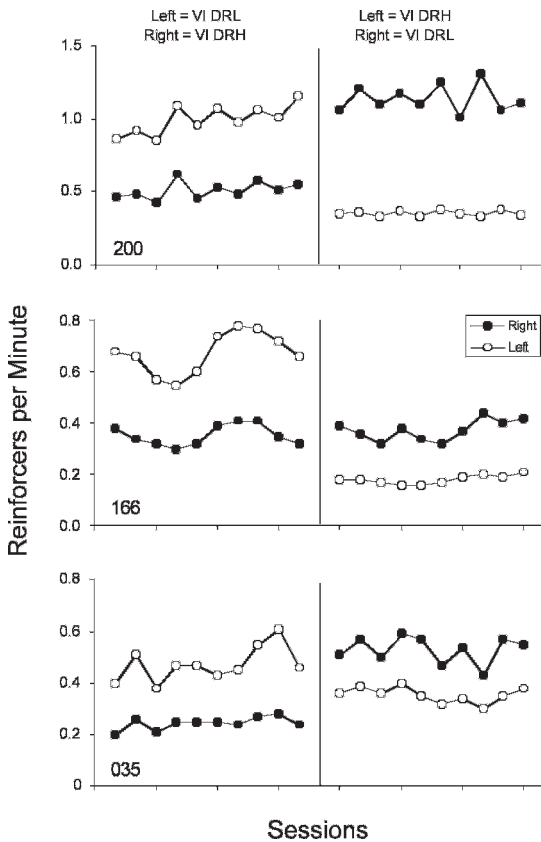 Left = VI DRL
Right = VI DRH
Left = VI DRH
Right = VI DRL
1.5
1.0
0.5
0.0
200
0.8
0.6
0.4
0.2
0.0
166
Right
Left
0.8
0.6
0.4
0.2
0
035
Reinforcers per Minute
Sessions